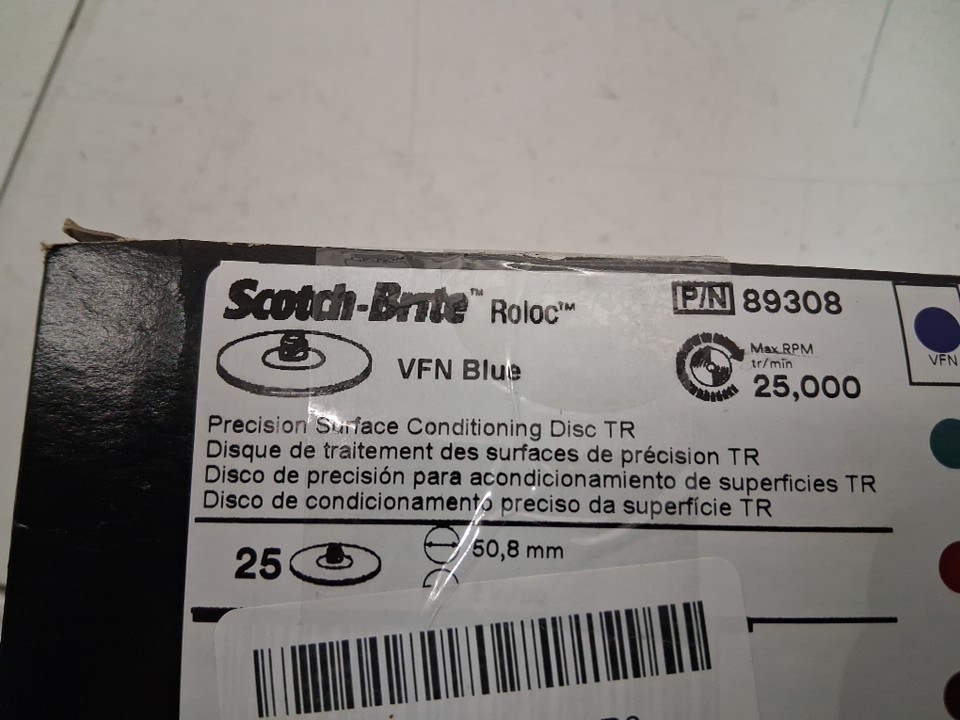 Scotch-Brite™ Roloc™
P/N 89308
VFN Blue
Max RPM
tr/min
25,000
VFN
Precision Surface Conditioning Disc TR
Disque de traitement des surfaces de précision TR
Disco de precisión para acondicionamiento de superficies TR
Disco de condicionamento preciso da superfície TR
25
50,8 mm